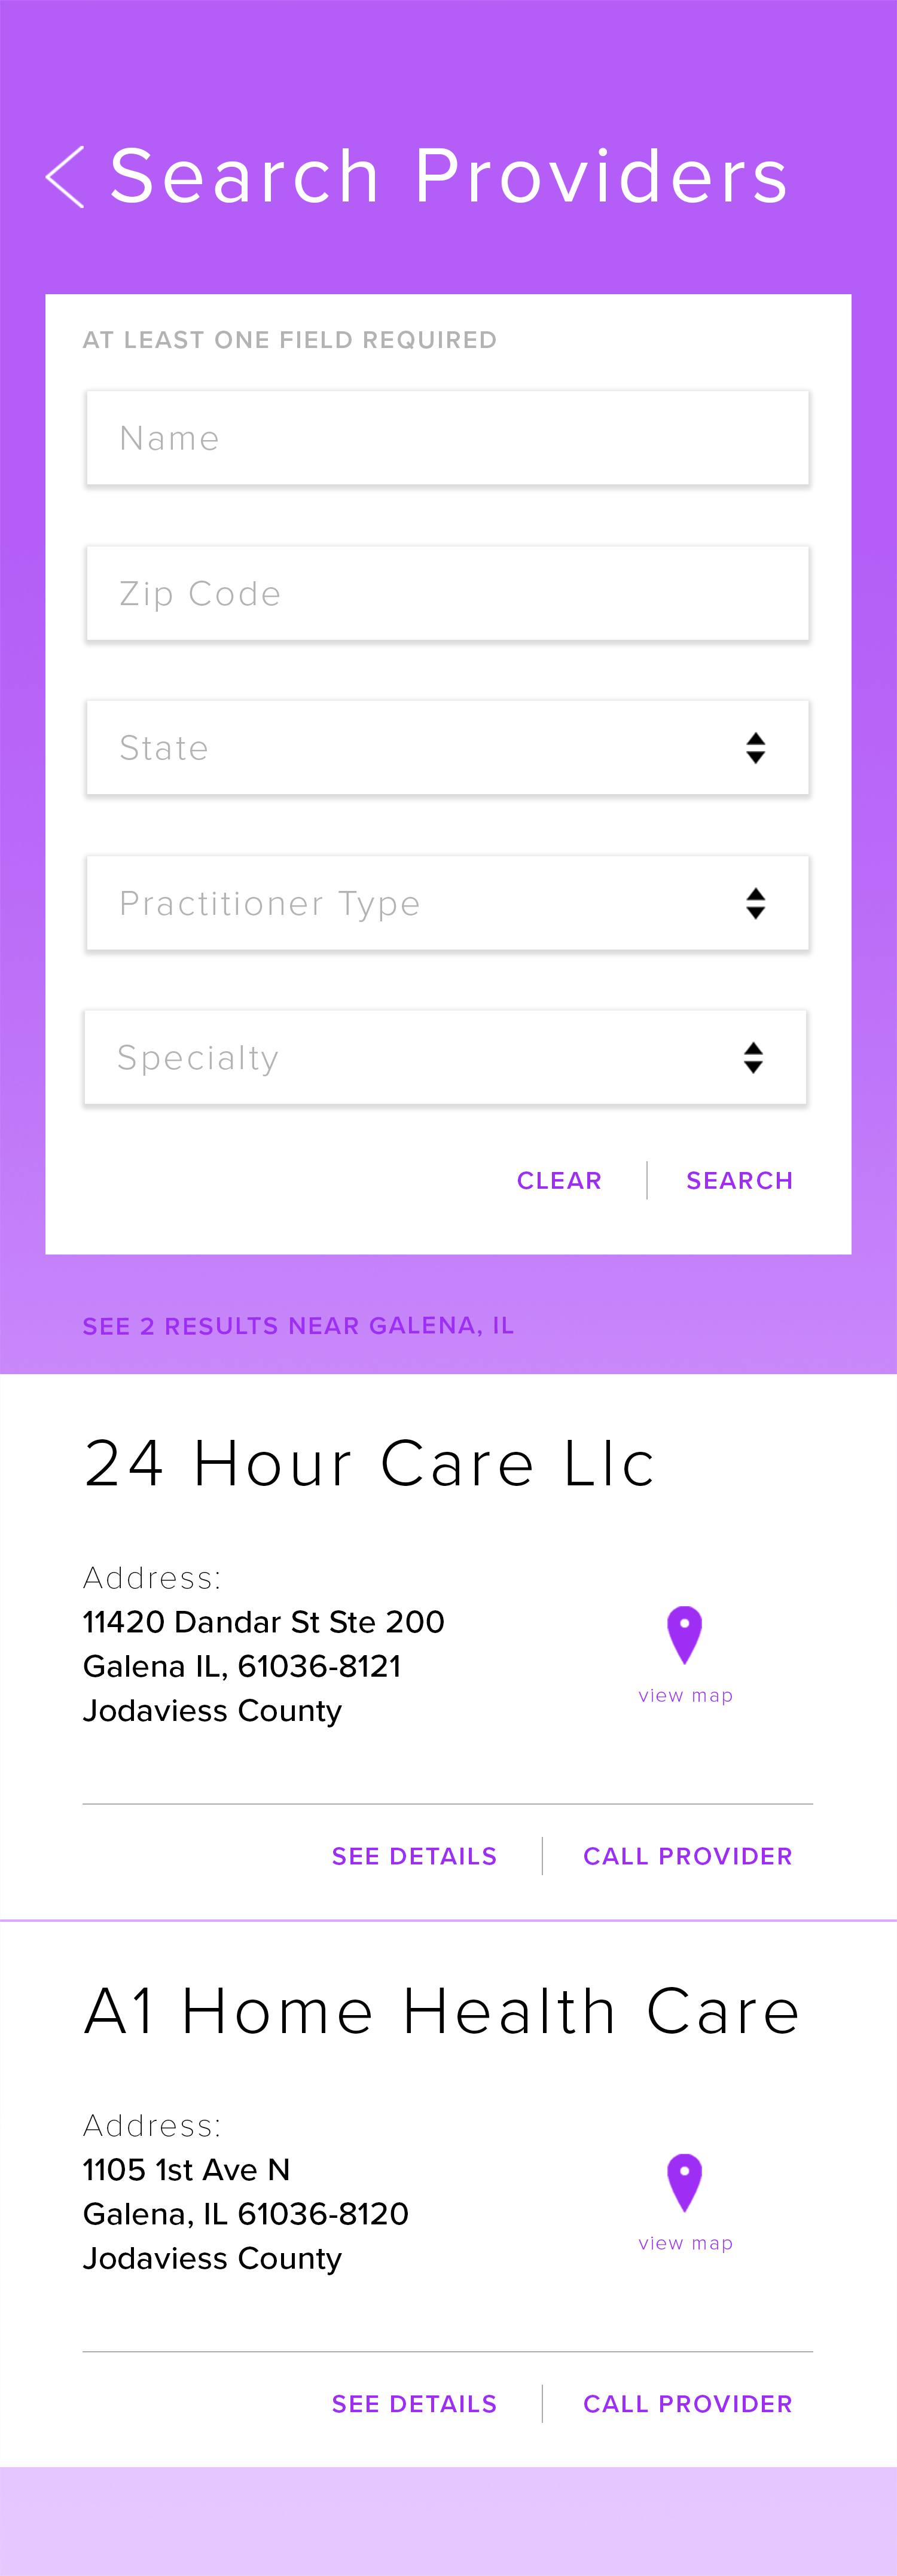 Search Providers
AT LEAST ONE FIELD REQUIRED
Name
Zip Code
State
Practitioner Type
Specialty
CLEAR
SEARCH
SEE 2 RESULTS NEAR GALENA, IL
24 Hour Care Llc
Address:
11420 Dandar St Ste 200
Galena IL, 61036-8121
Jodaviess County
view map
SEE DETAILS
CALL PROVIDER
A1 Home Health Care
Address:
1105 1st Ave N
Galena, IL 61036-8120
Jodaviess County
view map
SEE DETAILS
CALL PROVIDER